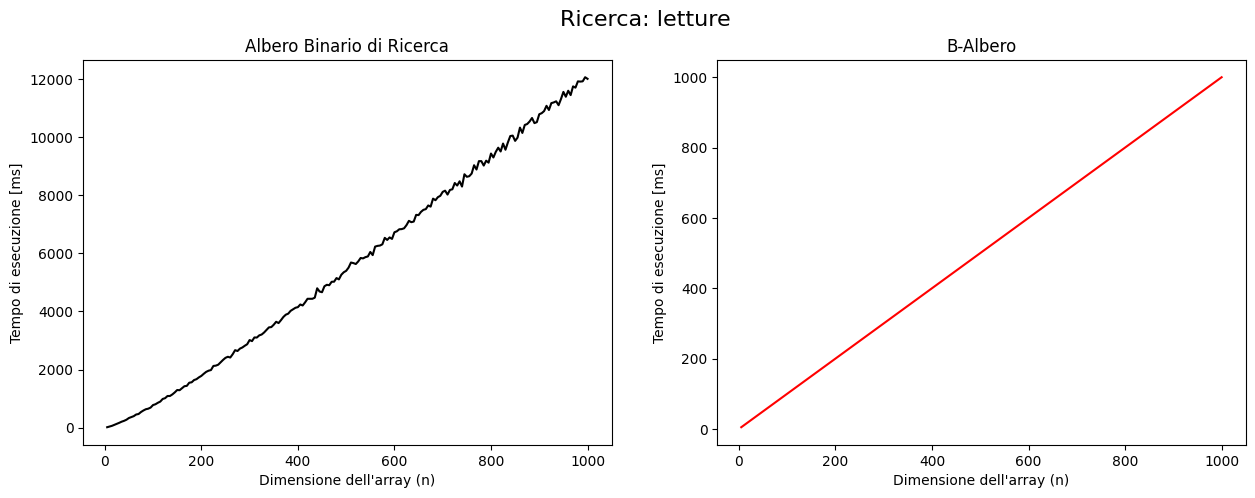 Ricerca: letture
Albero Binario di Ricerca
Tempo di esecuzione [ms]
12000
10000
8000
6000
4000
2000
0
0 200 400 600 800 1000
Dimensione dell'array (n)
B-Albero
Tempo di esecuzione [ms]
1000
800
600
400
200
0
0 200 400 600 800 1000
Dimensione dell'array (n)